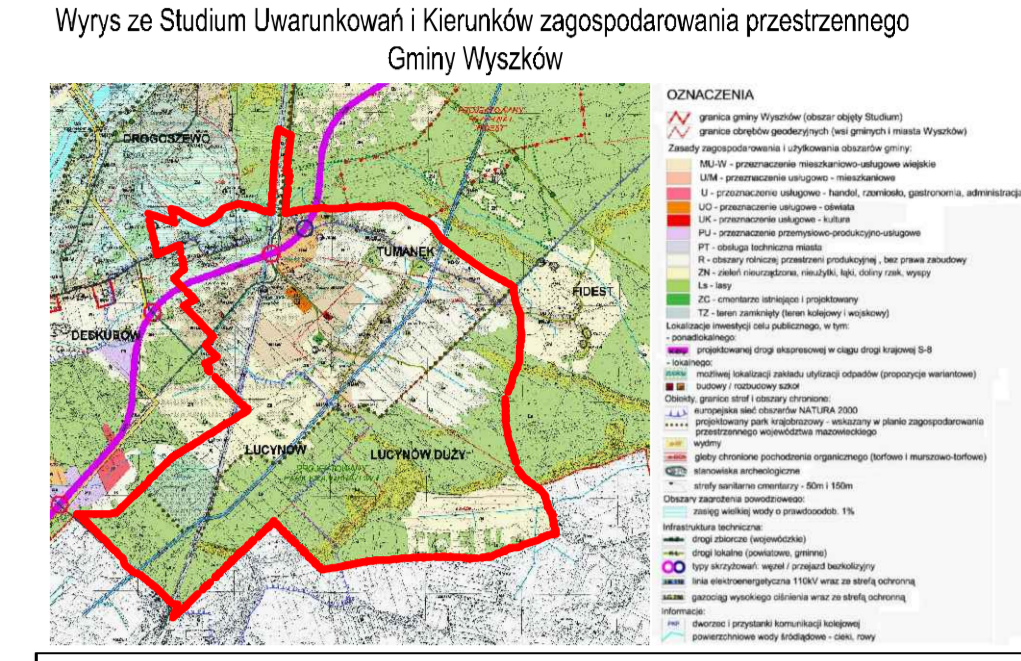 Wyrys ze Studium Uwarunkowań i Kierunków zagospodarowania przestrzennego
Gminy Wyszków
DROGOSZEWO
TUMANEK
FIDEST
DESKURÓW
LUCYNÓW
LUCYNÓW DUŻY
OZNACZENIA
granica gminy Wyszków (obszar objęty Studium)
granice obrębów geodezyjnych (wsi gminnych i miasta Wyszków)
Zasady zagospodarowania i użytkowania obszarów gminy:
MU-W - przeznaczenie mieszkaniowo-usługowe wiejskie
U/M - przeznaczenie usługowo - mieszkaniowe
U - przeznaczenie usługowe - handel, rzemiosło, gastronomia, administracja
UO - przeznaczenie usługowe - oświata
UK - przeznaczenie usługowe - kultura
PU - przeznaczenie przemysłowo-produkcyjno-usługowe
PT - obsługa techniczna miasta
R - obszary rolniczej przestrzeni produkcyjnej , bez prawa zabudowy
ZN - zieleń nieurządzona, nieużytki, łąki, doliny rzek, wyspy
Ls - lasy
ZC - cmentarze istniejące i projektowany
TZ - teren zamknięty (teren kolejowy i wojskowy)
Lokalizacje inwestycji celu publicznego, w tym:
- ponadlokalnego:
projektowanej drogi ekspresowej w ciągu drogi krajowej S-8
- lokalnego:
możliwej lokalizacji zakładu utylizacji odpadów (propozycje wariantowe)
budowy / rozbudowy szkół
Obiekty, granice stref i obszary chronione:
europejska sieć obszarów NATURA 2000
projektowany park krajobrazowy - wskazany w planie zagospodarowania
przestrzennego województwa mazowieckiego
wydmy
gleby chronione pochodzenia organicznego (torfowo i murszowo-torfowe)
stanowiska archeologiczne
strefy sanitarne cmentarzy - 50m i 150m
Obszary zagrożenia powodziowego:
zasięg wielkiej wody o prawdopodob. 1%
Infrastruktura techniczna:
drogi zbiorcze (wojewódzkie)
drogi lokalne (powiatowe, gminne)
typy skrzyżowań: węzeł / przejazd bezkolizyjny
linia elektroenergetyczna 110kV wraz ze strefą ochronną
gazociąg wysokiego ciśnienia wraz ze strefą ochronną
Informacje:
dworzec i przystanki komunikacji kolejowej
powierzchniowe wody śródlądowe - cieki, rowy